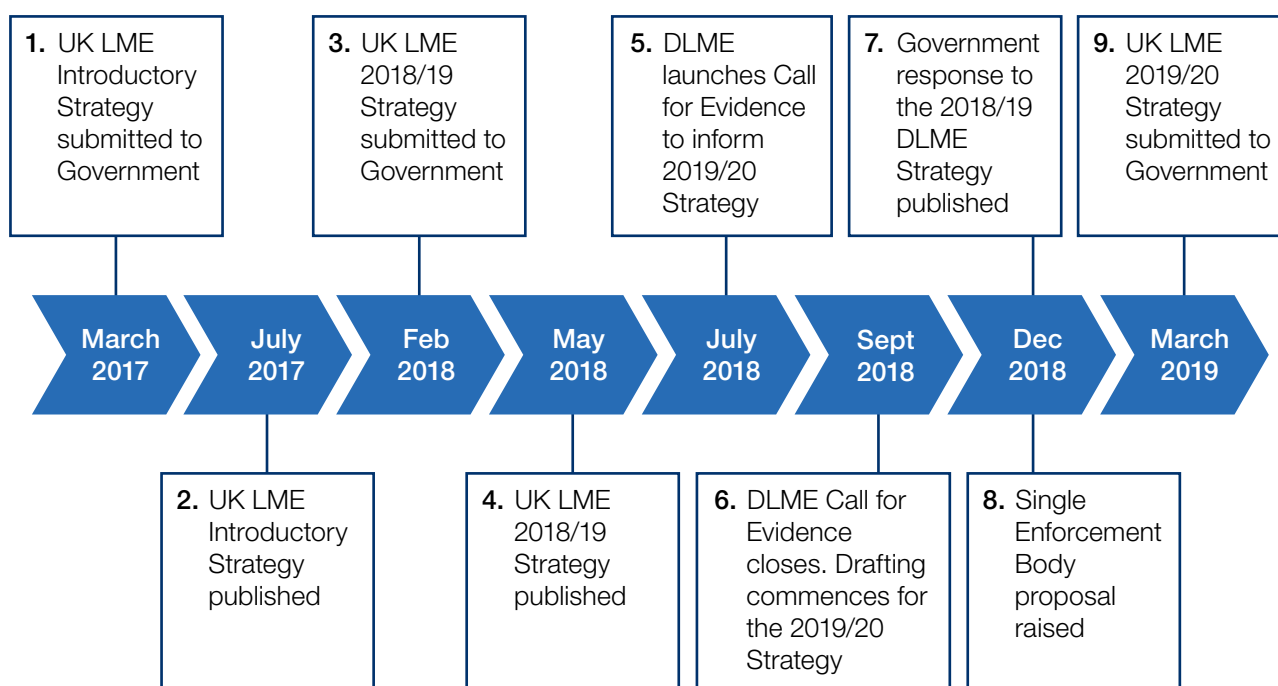 1. UK LME
Introductory
Strategy
submitted to
Government
3. UK LME
2018/19
Strategy
submitted to
Government
5. DLME
launches Call
for Evidence
to inform
2019/20
Strategy
7. Government
response to
the 2018/19
DLME
Strategy
published
9. UK LME
2019/20
Strategy
submitted to
Government
March
2017
July
2017
Feb
2018
May
2018
July
2018
Sept
2018
Dec
2018
March
2019
2. UK LME
Introductory
Strategy
published
4. UK LME
2018/19
Strategy
published
6. DLME Call for
Evidence
closes. Drafting
commences for
the 2019/20
Strategy
8. Single
Enforcement
Body
proposal
raised